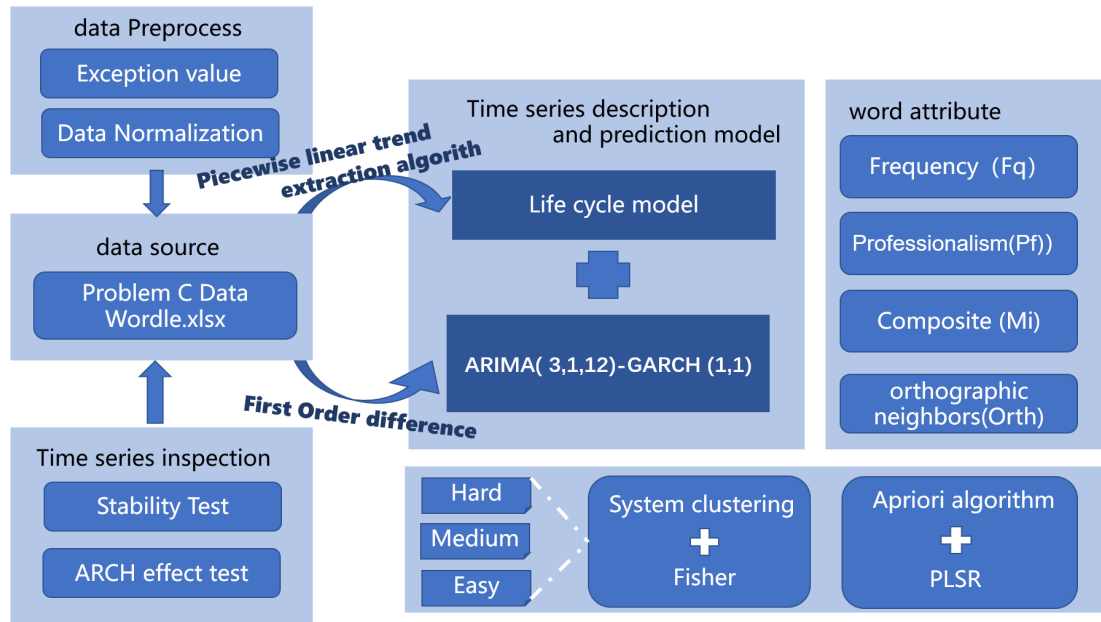 data Preprocess
Exception value
Data Normalization
data source
Problem C Data
Wordle.xlsx
Time series inspection
Stability Test
ARCH effect test
Piecewise linear trend
extraction algorith
First Order difference
Time series description
and prediction model
Life cycle model
ARIMA( 3,1,12)-GARCH (1,1)
word attribute
Frequency（Fq)
Professionalism(Pf))
Composite (Mi)
orthographic
neighbors(Orth)
Hard
Medium
Easy
System clustering
Fisher
Apriori algorithm
PLSR